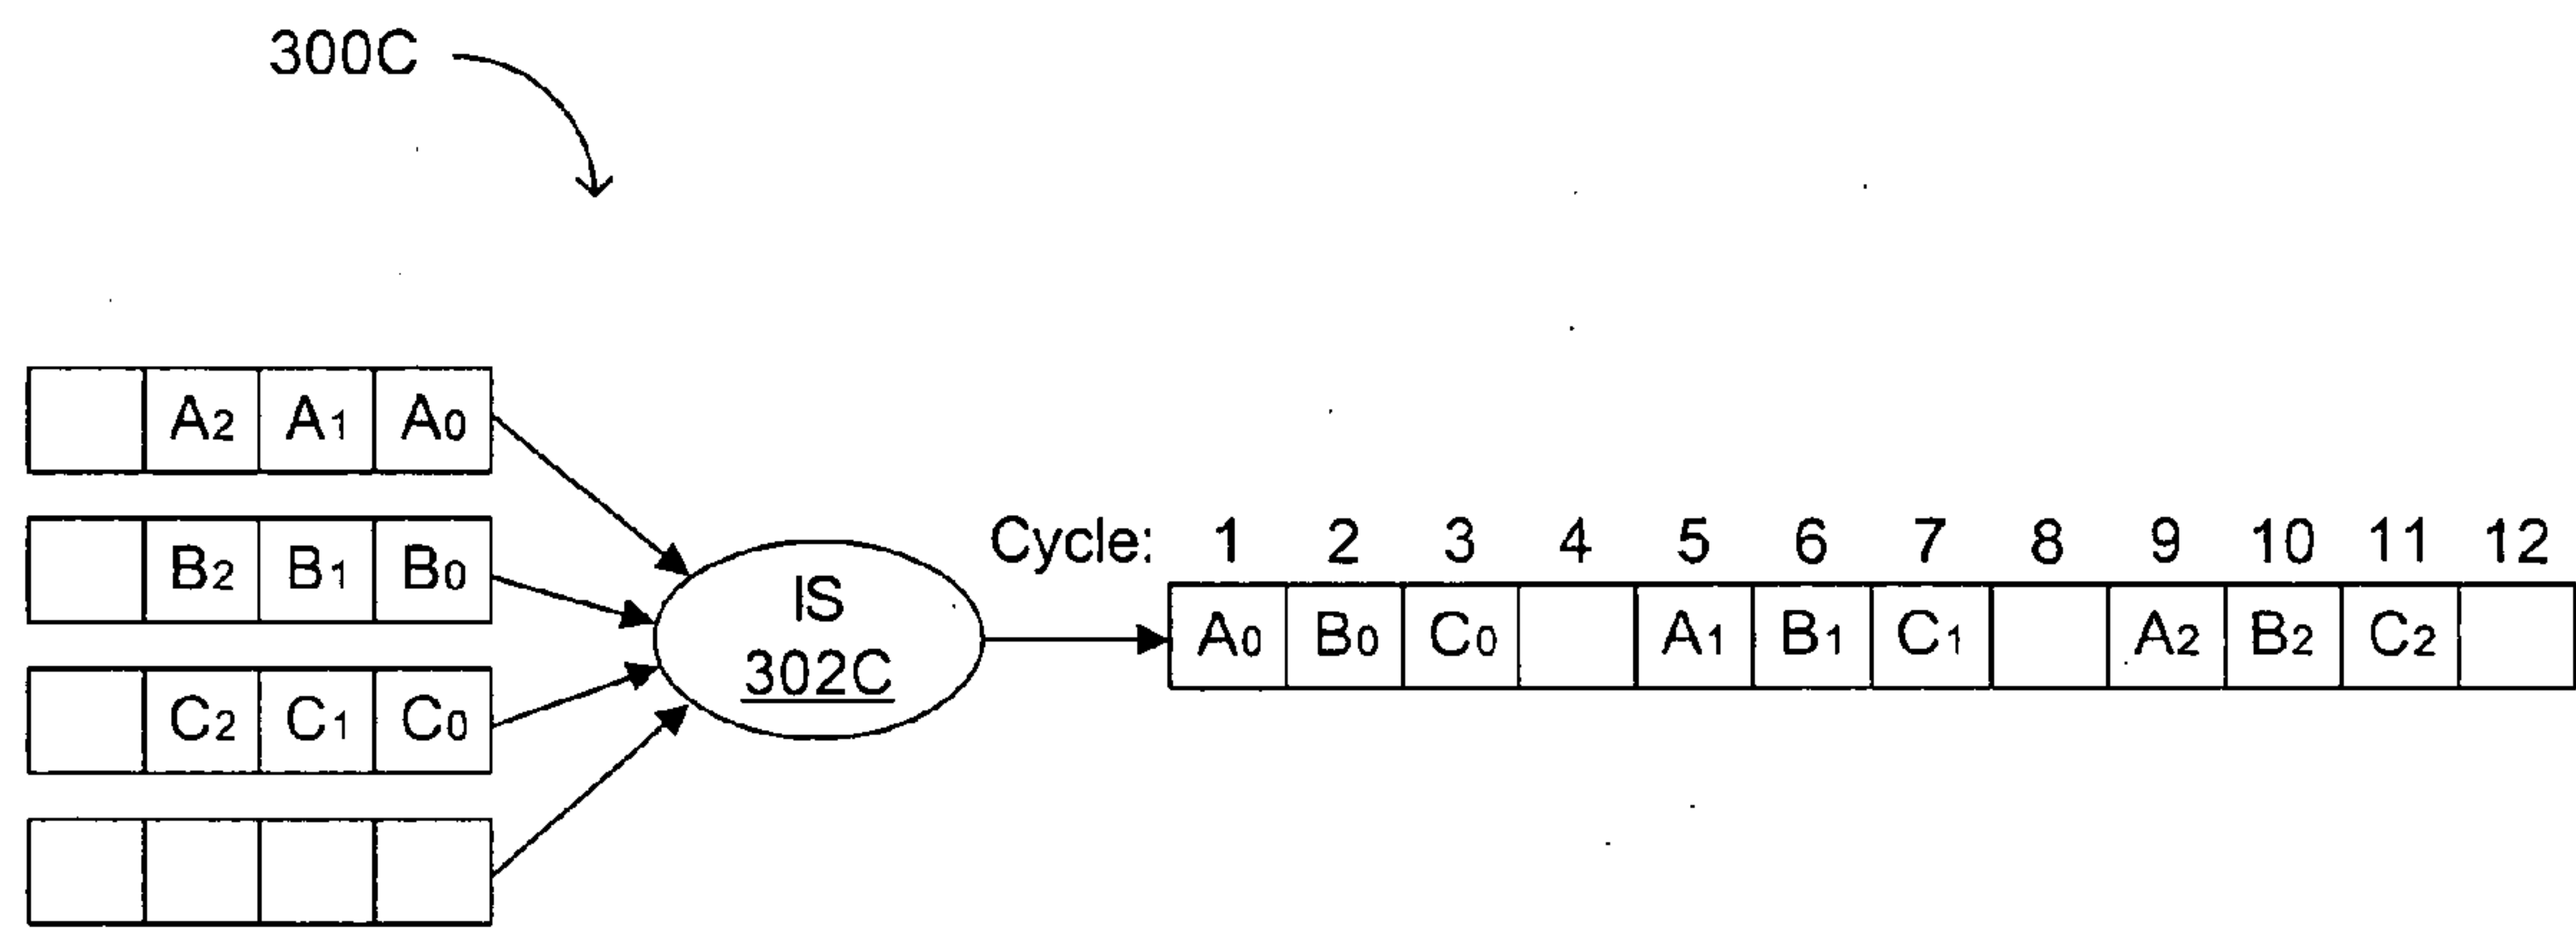 300C
A2 A1 A0
B2 B1 B0
C2 C1 C0
IS
302C
Cycle: 1 2 3 4 5 6 7 8 9 10 11 12
A0 B0 C0 A1 B1 C1 A2 B2 C2